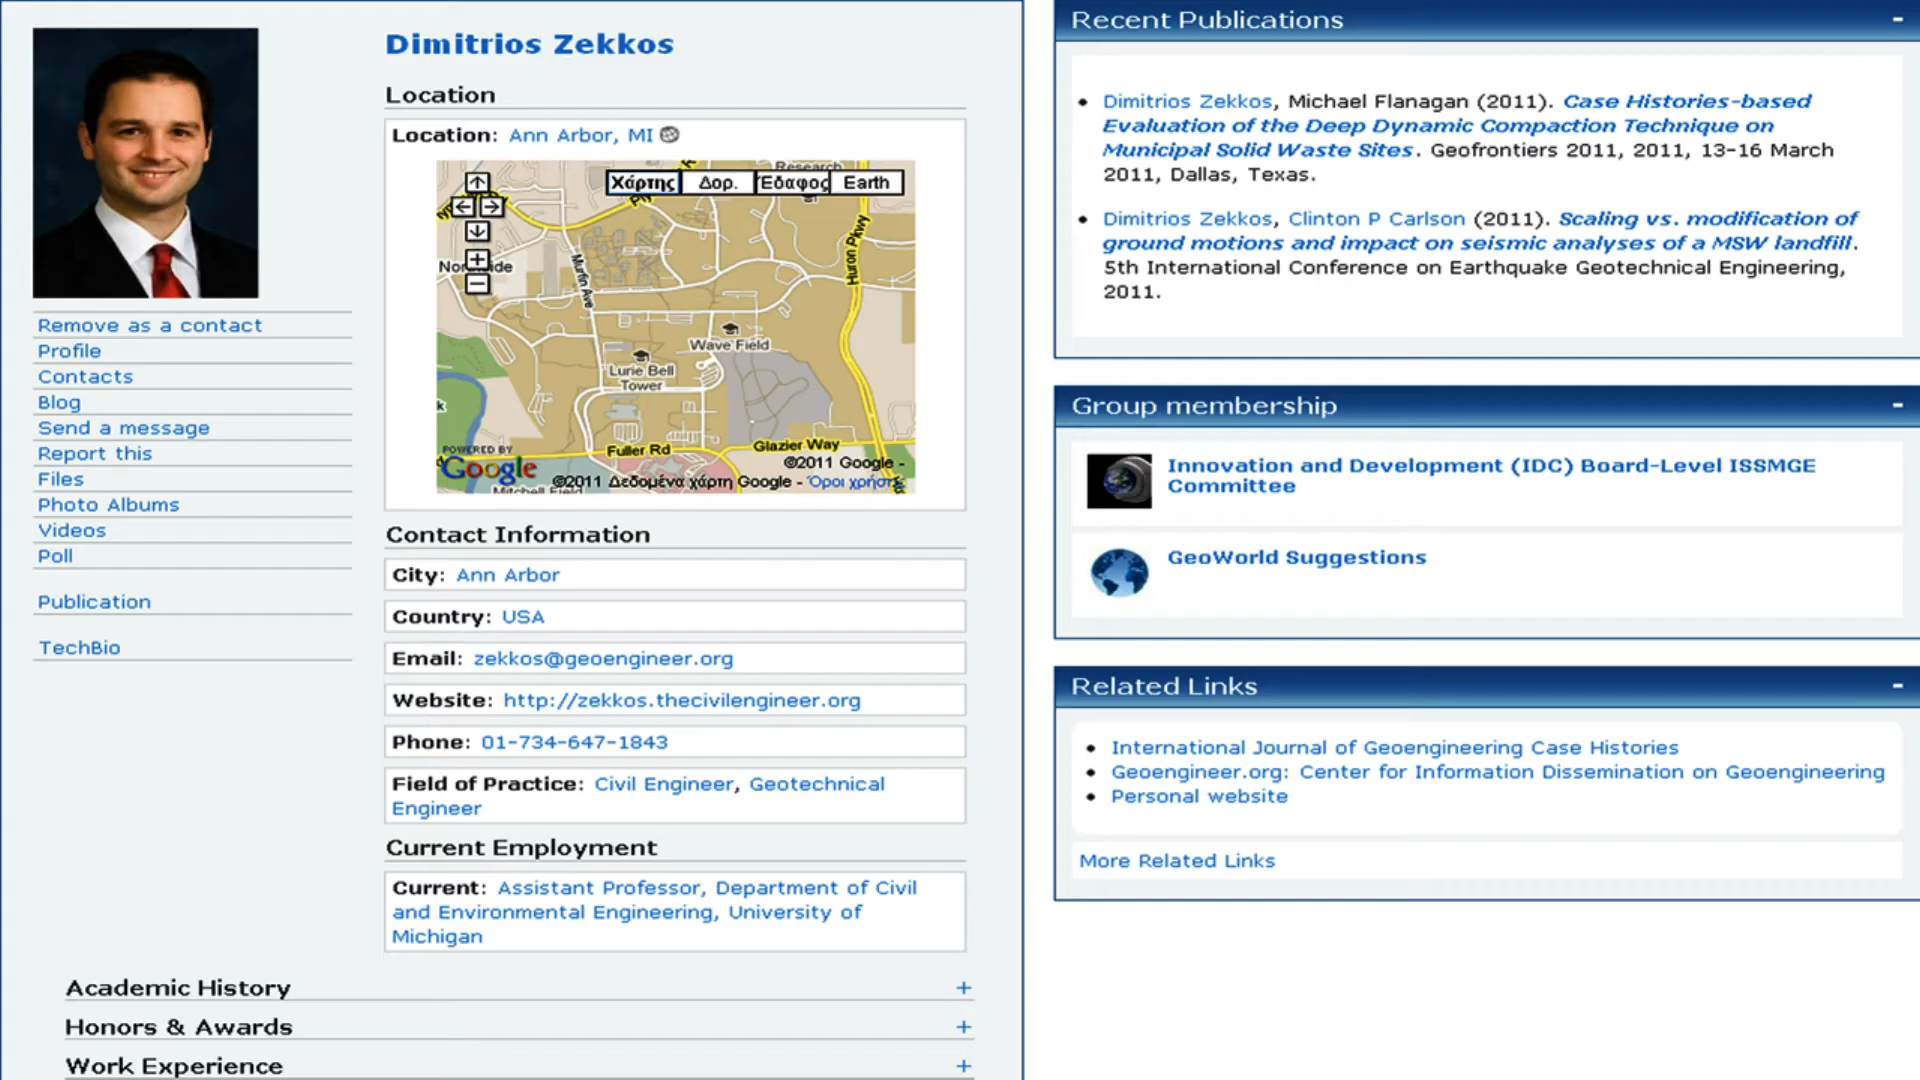 Dimitrios Zekkos
Location
Location: Ann Arbor, MI
Research
Χάρτης
Δορ.
Έδαφος
Earth
Murfin Ave
Huron Pkwy
Wave Field
Lurie Bell
Tower
Fuller Rd
Glazier Way
POWERED BY
Google
©2011 Google -
©2011 Δεδομένα χάρτη Google - Όροι χρήσης
Mitchell Field
Remove as a contact
Profile
Contacts
Blog
Send a message
Report this
Files
Photo Albums
Videos
Poll
Publication
TechBio
Contact Information
City: Ann Arbor
Country: USA
Email: zekkos@geoengineer.org
Website: http://zekkos.thecivilengineer.org
Phone: 01-734-647-1843
Field of Practice: Civil Engineer, Geotechnical
Engineer
Current Employment
Current: Assistant Professor, Department of Civil
and Environmental Engineering, University of
Michigan
Academic History +
Honors & Awards +
Work Experience +
Recent Publications -
• Dimitrios Zekkos, Michael Flanagan (2011). Case Histories-based
Evaluation of the Deep Dynamic Compaction Technique on
Municipal Solid Waste Sites. Geofrontiers 2011, 2011, 13-16 March
2011, Dallas, Texas.
• Dimitrios Zekkos, Clinton P Carlson (2011). Scaling vs. modification of
ground motions and impact on seismic analyses of a MSW landfill.
5th International Conference on Earthquake Geotechnical Engineering,
2011.
Group membership -
Innovation and Development (IDC) Board-Level ISSMGE
Committee
GeoWorld Suggestions
Related Links -
• International Journal of Geoengineering Case Histories
• Geoengineer.org: Center for Information Dissemination on Geoengineering
• Personal website
More Related Links